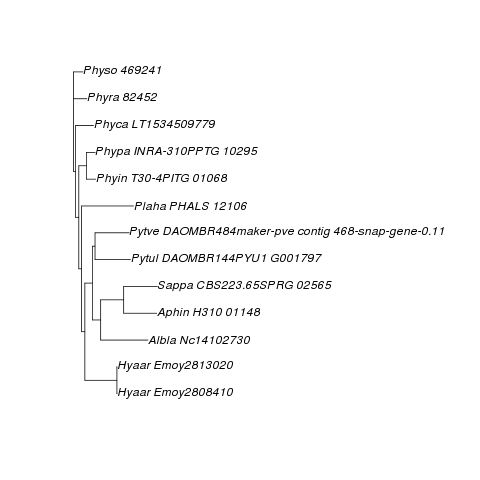 Physo 469241
Phyra 82452
Phyca LT1534509779
Phypa INRA-310PPTG 10295
Phyin T30-4PITG 01068
Plaha PHALS 12106
Pytve DAOMBR484maker-pve contig 468-snap-gene-0.11
Pytul DAOMBR144PYU1 G001797
Sappa CBS223.65SPRG 02565
Aphin H310 01148
Albla Nc14102730
Hyaar Emoy2813020
Hyaar Emoy2808410